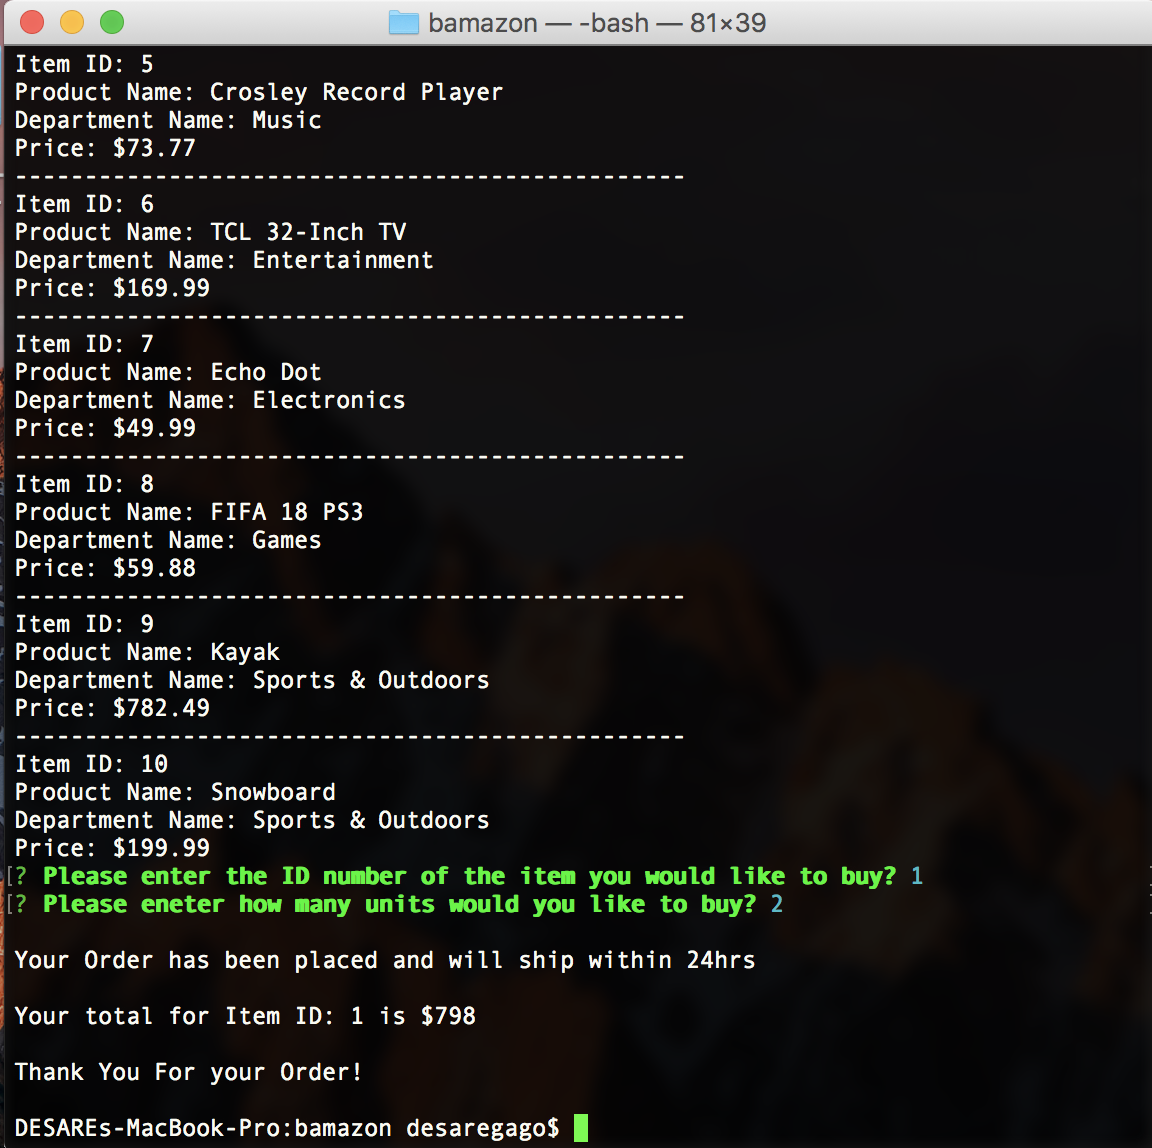 bamazon — -bash — 81×39
Item ID: 5
Product Name: Crosley Record Player
Department Name: Music
Price: $73.77
------------------------------------------------
Item ID: 6
Product Name: TCL 32-Inch TV
Department Name: Entertainment
Price: $169.99
------------------------------------------------
Item ID: 7
Product Name: Echo Dot
Department Name: Electronics
Price: $49.99
------------------------------------------------
Item ID: 8
Product Name: FIFA 18 PS3
Department Name: Games
Price: $59.88
------------------------------------------------
Item ID: 9
Product Name: Kayak
Department Name: Sports & Outdoors
Price: $782.49
------------------------------------------------
Item ID: 10
Product Name: Snowboard
Department Name: Sports & Outdoors
Price: $199.99
[? Please enter the ID number of the item you would like to buy? 1
[? Please eneter how many units would you like to buy? 2
Your Order has been placed and will ship within 24hrs
Your total for Item ID: 1 is $798
Thank You For your Order!
DESAREs-MacBook-Pro:bamazon desaregago$